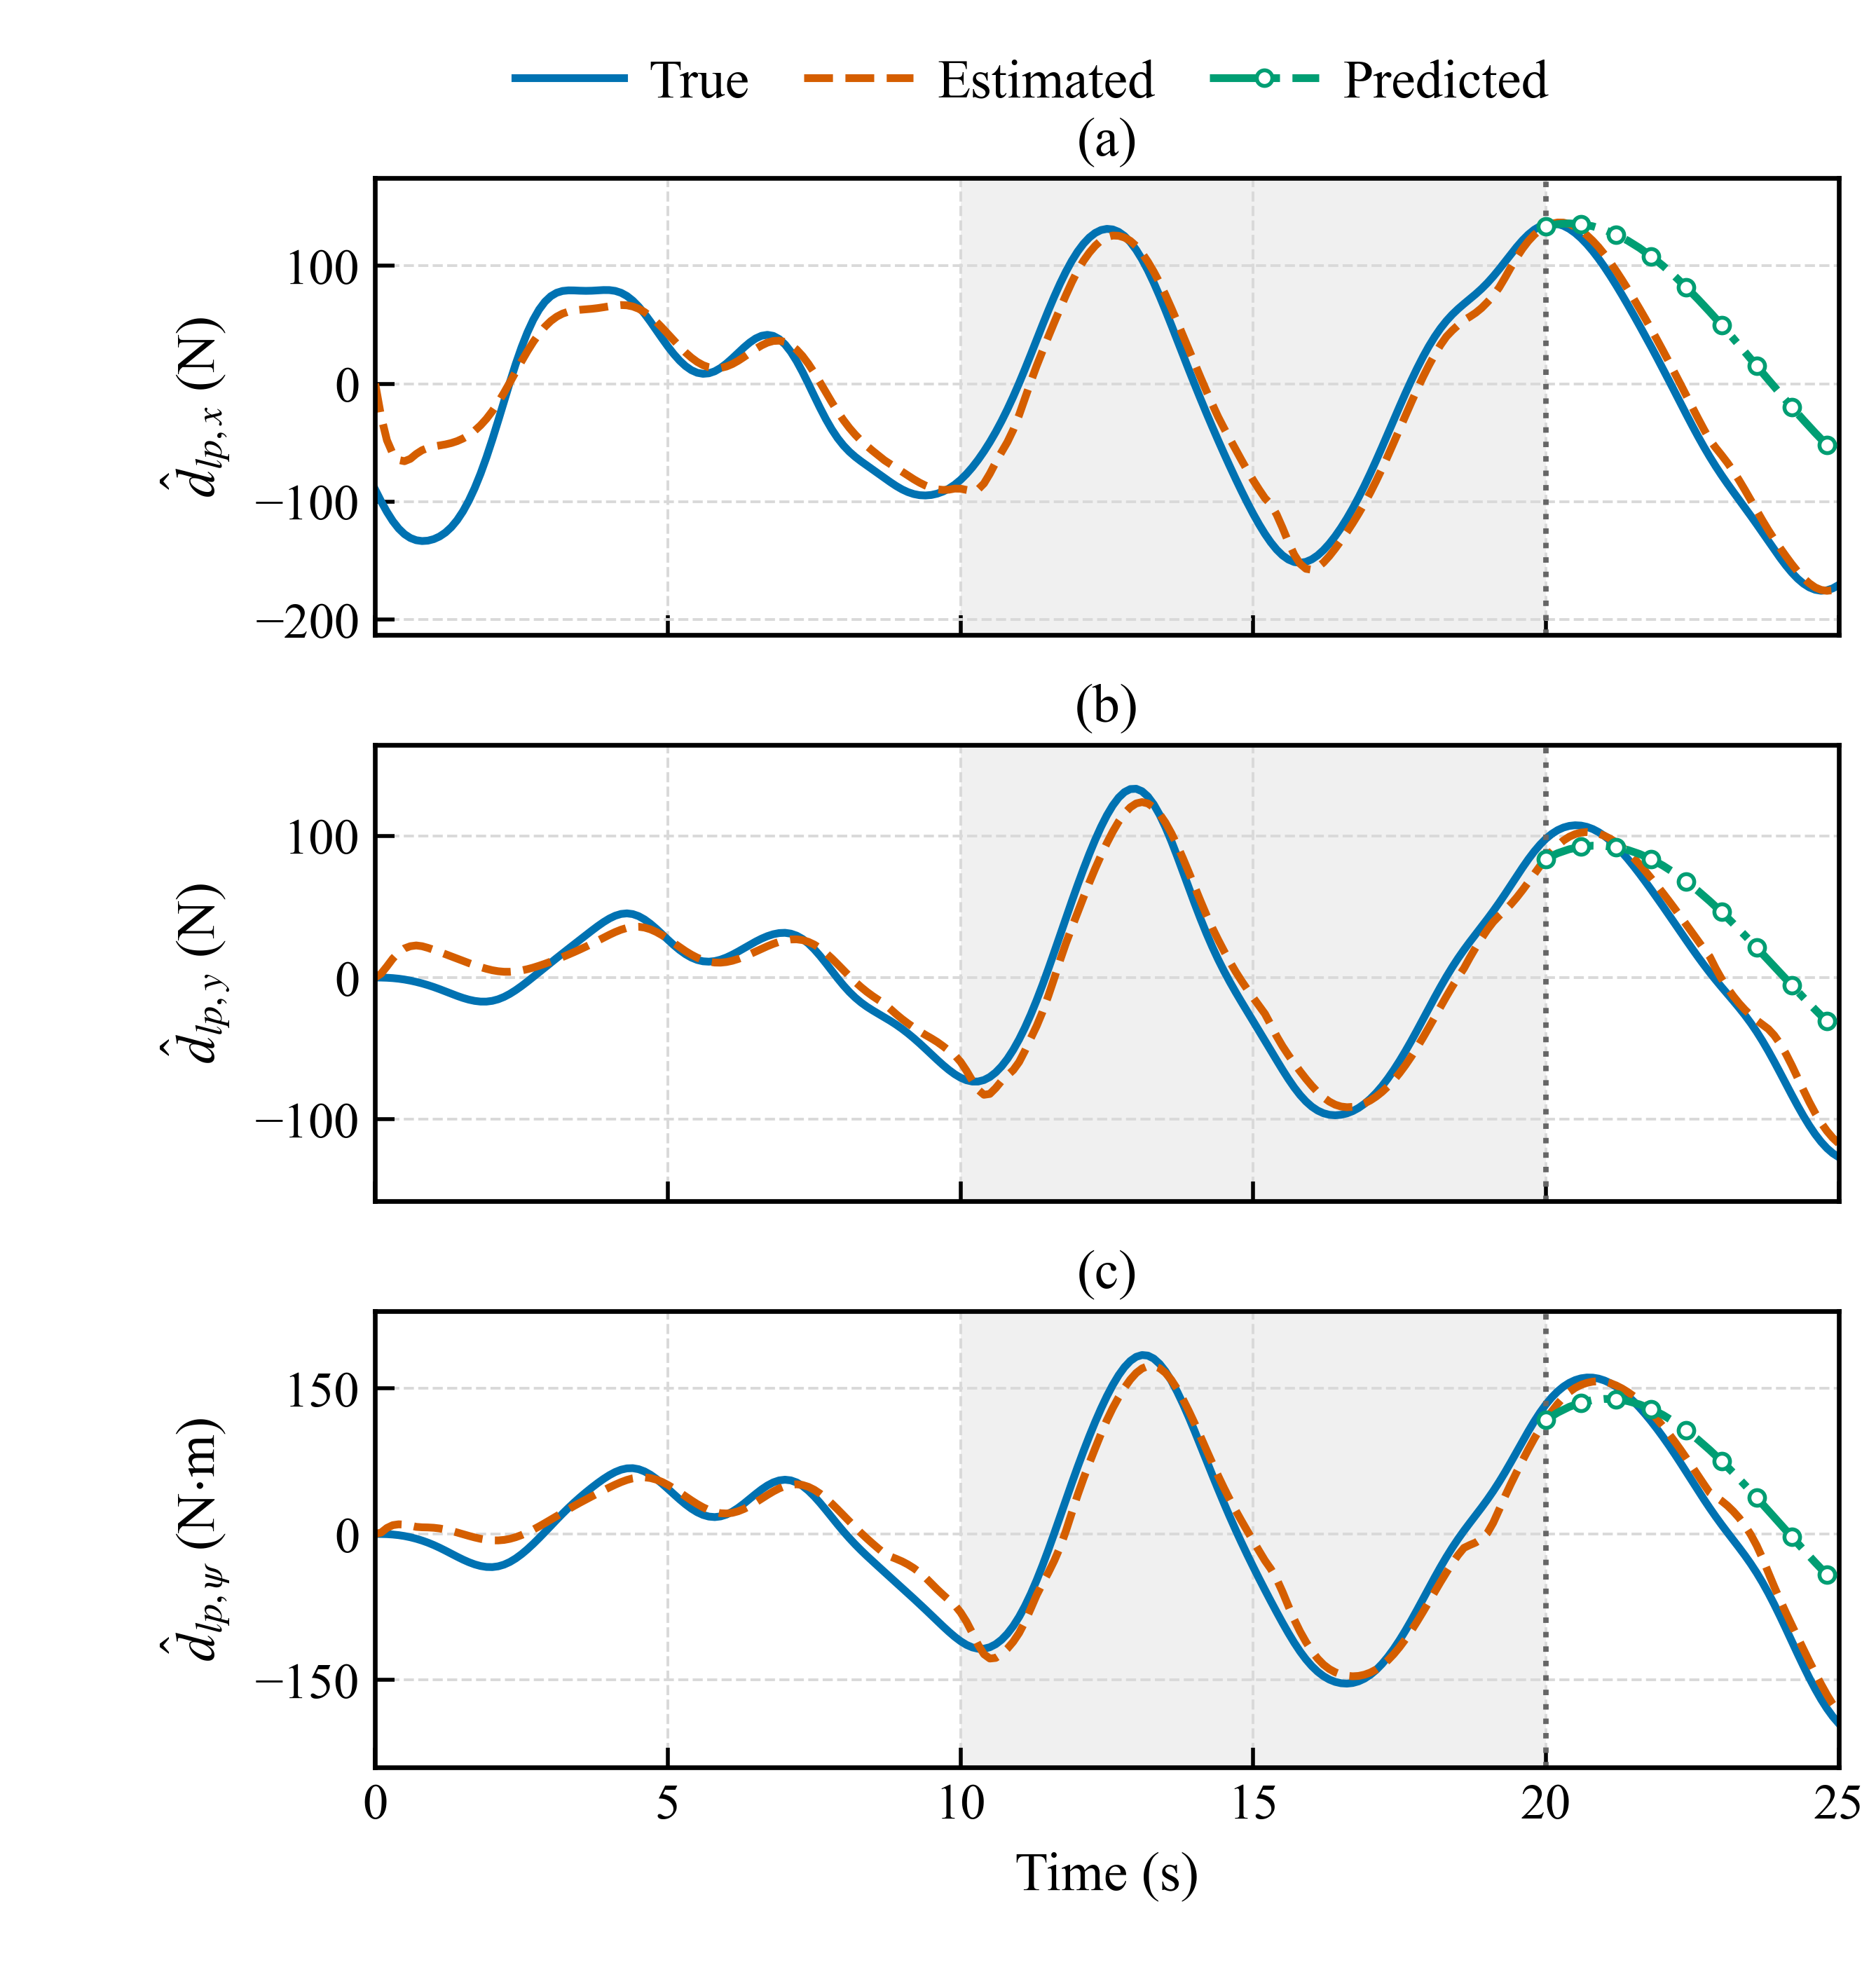 True Estimated Predicted
(a)
100
0
−100
−200
d̂lp, x (N)
(b)
100
0
−100
d̂lp, y (N)
(c)
150
0
−150
d̂lp, ψ (N·m)
0 5 10 15 20 25
Time (s)